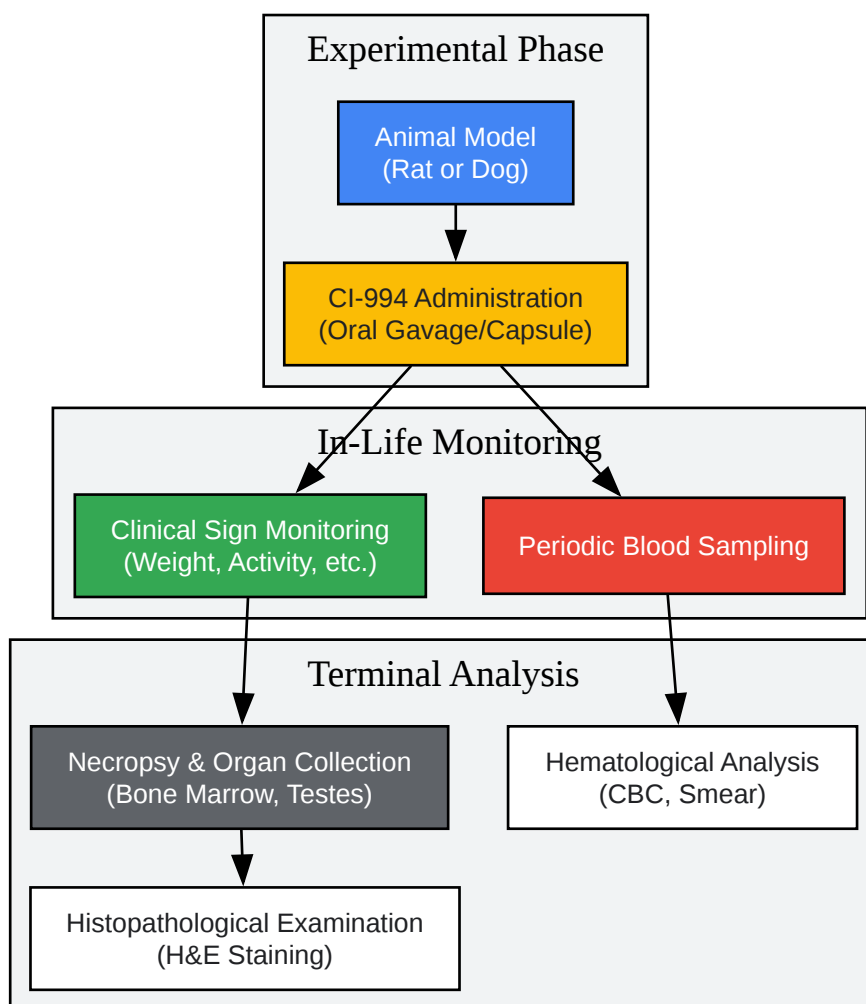 Experimental Phase
Animal Model
(Rat or Dog)
CI-994 Administration
(Oral Gavage/Capsule)
In-Life Monitoring
Clinical Sign Monitoring
(Weight, Activity, etc.)
Periodic Blood Sampling
Terminal Analysis
Necropsy & Organ Collection
(Bone Marrow, Testes)
Hematological Analysis
(CBC, Smear)
Histopathological Examination
(H&E Staining)